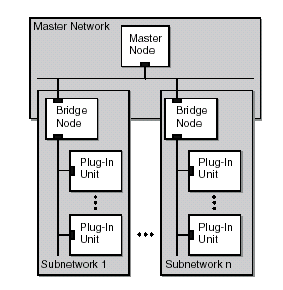 Master Network
Master
Node
Bridge
Node
Bridge
Node
Plug-In
Unit
Plug-In
Unit
Plug-In
Unit
Plug-In
Unit
Subnetwork 1
Subnetwork n